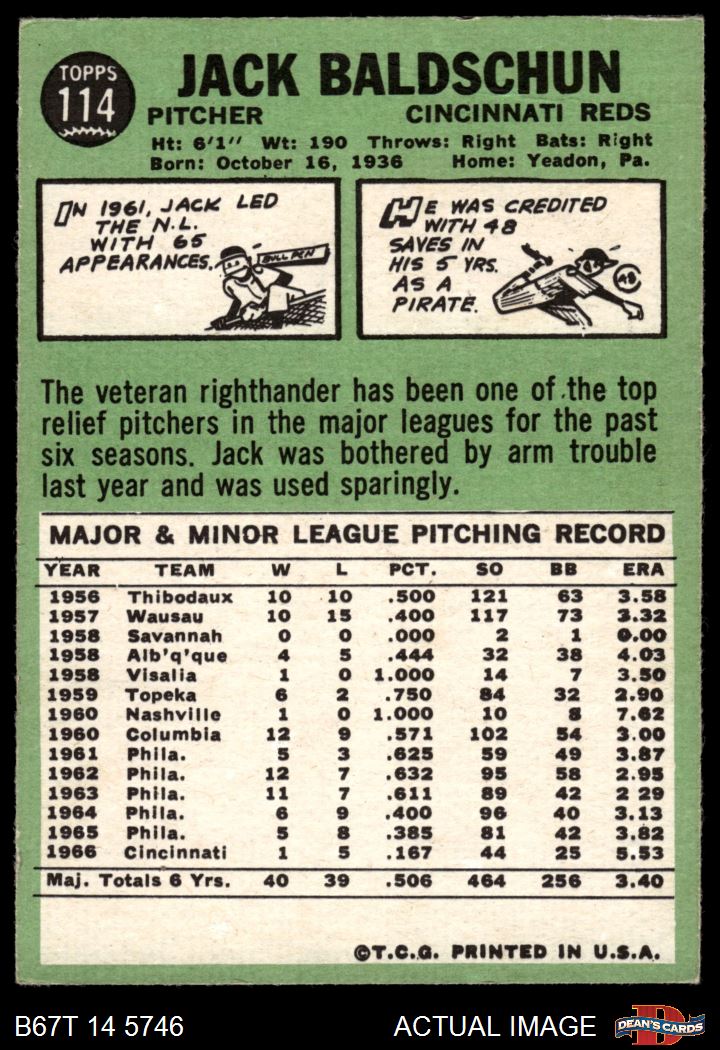 TOPPS
114
JACK BALDSCHUN
PITCHER CINCINNATI REDS
Ht: 6'1" Wt: 190 Throws: Right Bats: Right
Born: October 16, 1936 Home: Yeadon, Pa.
IN 1961, JACK LED
THE N.L.
WITH 65
APPEARANCES.
BULL PEN
HE WAS CREDITED
WITH 48
SAVES IN
HIS 5 YRS.
AS A
PIRATE.
48
The veteran righthander has been one of the top
relief pitchers in the major leagues for the past
six seasons. Jack was bothered by arm trouble
last year and was used sparingly.
MAJOR & MINOR LEAGUE PITCHING RECORD
YEAR TEAM W L PCT. SO BB ERA
1956 Thibodaux 10 10 .500 121 63 3.58
1957 Wausau 10 15 .400 117 73 3.32
1958 Savannah 0 0 .000 2 1 0.00
1958 Alb'q'que 4 5 .444 32 38 4.03
1958 Visalia 1 0 1.000 14 7 3.50
1959 Topeka 6 2 .750 84 32 2.90
1960 Nashville 1 0 1.000 10 8 7.62
1960 Columbia 12 9 .571 102 54 3.00
1961 Phila. 5 3 .625 59 49 3.87
1962 Phila. 12 7 .632 95 58 2.95
1963 Phila. 11 7 .611 89 42 2 29
1964 Phila. 6 9 .400 96 40 3.13
1965 Phila. 5 8 .385 81 42 3.82
1966 Cincinnati 1 5 .167 44 25 5.53
Maj. Totals 6 Yrs. 40 39 .506 464 256 3.40
©T.C.G. PRINTED IN U.S.A.
B67T 14 5746 ACTUAL IMAGE
D
DEAN'S CARDS